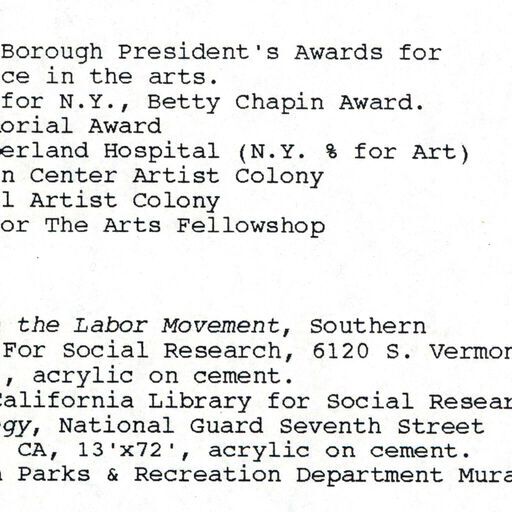 Borough President's Awards for
ce in the arts.
for N.Y., Betty Chapin Award.
orial Award
erland Hospital (N.Y. % for Art)
n Center Artist Colony
l Artist Colony
or The Arts Fellowshop
the Labor Movement, Southern
For Social Research, 6120 S. Vermon
, acrylic on cement.
California Library for Social Resear
gy, National Guard Seventh Street
CA, 13'x72', acrylic on cement.
Parks & Recreation Department Mura